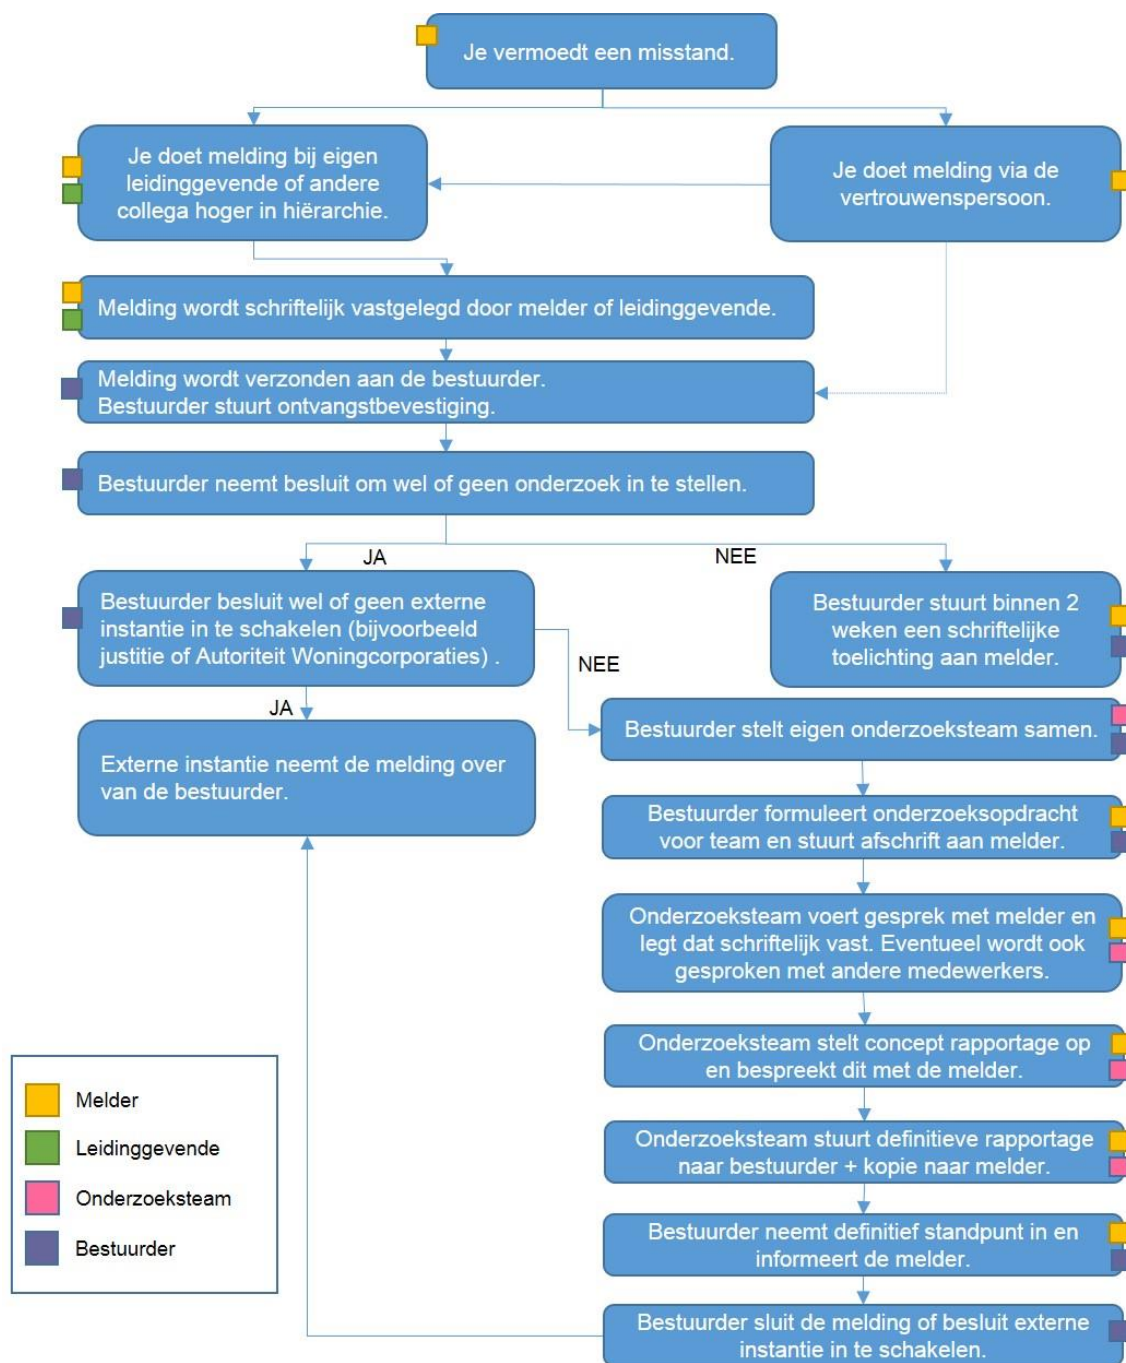 Je vermoedt een misstand.
Je doet melding bij eigen
leidinggevende of andere
collega hoger in hiërarchie.
Je doet melding via de
vertrouwenspersoon.
Melding wordt schriftelijk vastgelegd door melder of leidinggevende.
Melding wordt verzonden aan de bestuurder.
Bestuurder stuurt ontvangstbevestiging.
Bestuurder neemt besluit om wel of geen onderzoek in te stellen.
JA
NEE
Bestuurder besluit wel of geen externe
instantie in te schakelen (bijvoorbeeld
justitie of Autoriteit Woningcorporaties) .
Bestuurder stuurt binnen 2
weken een schriftelijke
toelichting aan melder.
NEE
JA
Externe instantie neemt de melding over
van de bestuurder.
Bestuurder stelt eigen onderzoeksteam samen.
Bestuurder formuleert onderzoeksopdracht
voor team en stuurt afschrift aan melder.
Onderzoeksteam voert gesprek met melder en
legt dat schriftelijk vast. Eventueel wordt ook
gesproken met andere medewerkers.
Onderzoeksteam stelt concept rapportage op
en bespreekt dit met de melder.
Onderzoeksteam stuurt definitieve rapportage
naar bestuurder + kopie naar melder.
Bestuurder neemt definitief standpunt in en
informeert de melder.
Bestuurder sluit de melding of besluit externe
instantie in te schakelen.
Melder
Leidinggevende
Onderzoeksteam
Bestuurder